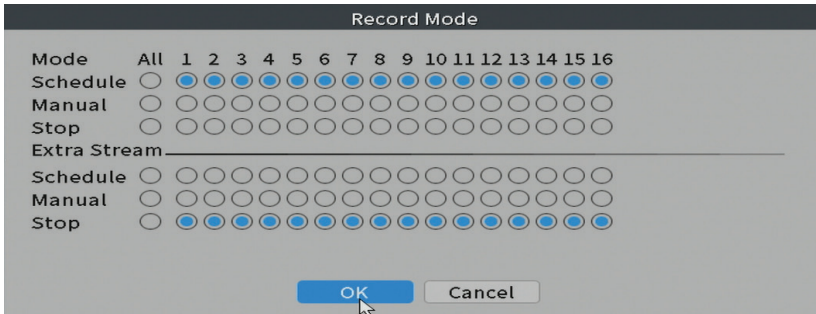 Record Mode
Mode All 1 2 3 4 5 6 7 8 9 10 11 12 13 14 15 16
Schedule
Manual
Stop
Extra Stream
Schedule
Manual
Stop
OK Cancel